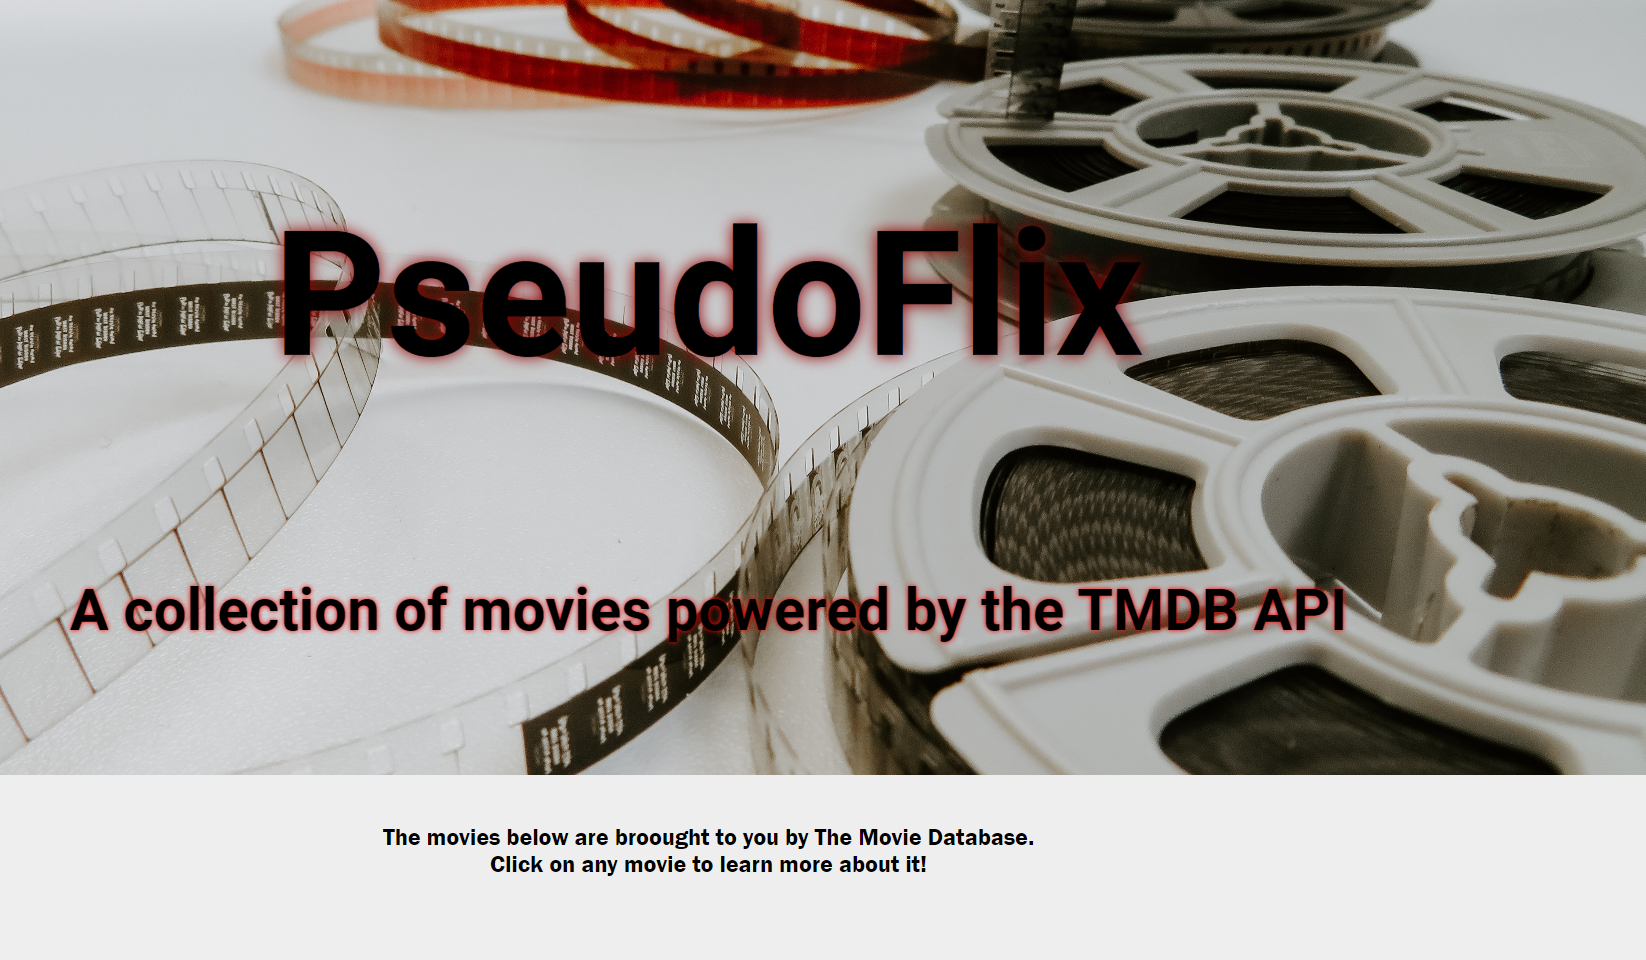 PseudoFlix
A collection of movies powered by the TMDB API
The movies below are broought to you by The Movie Database.
Click on any movie to learn more about it!